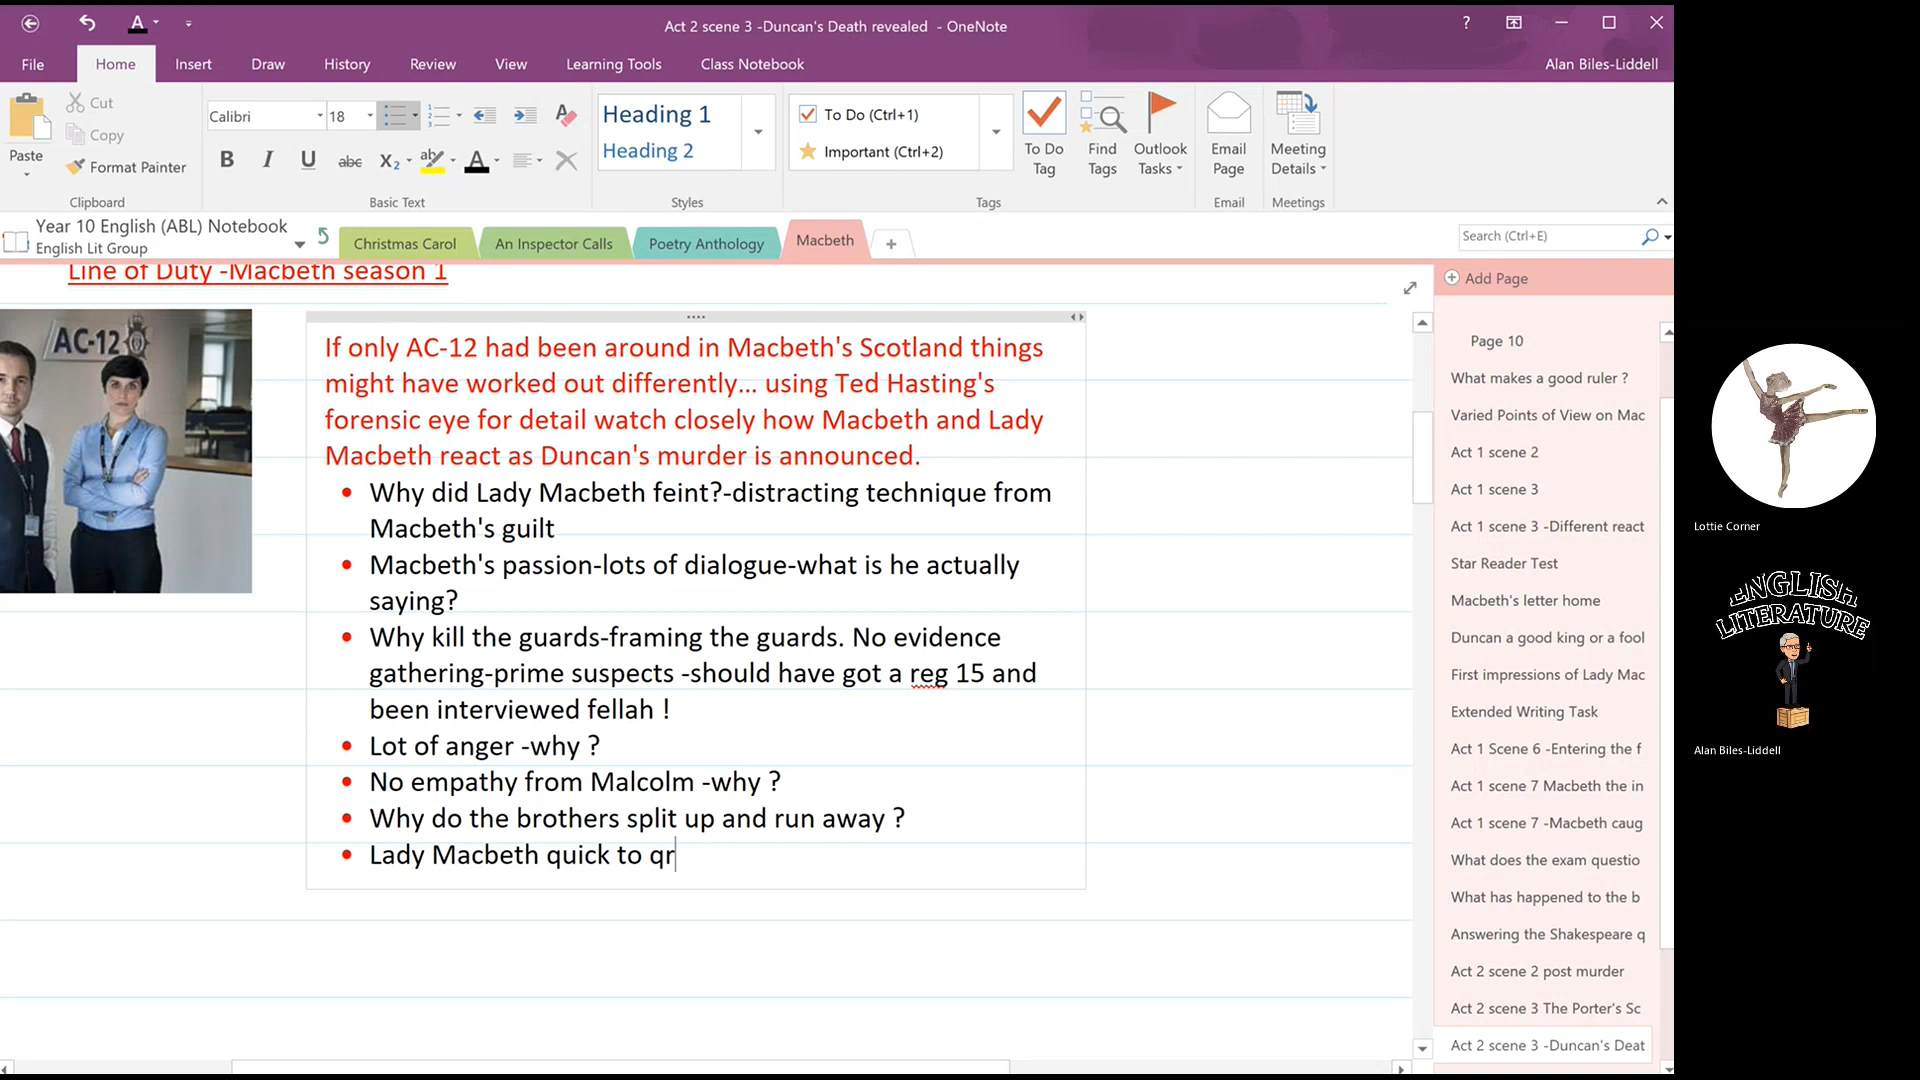 Act 2 scene 3 -Duncan's Death revealed - OneNote
A
?
File Home Insert Draw History Review View Learning Tools Class Notebook Alan Biles-Liddell
Paste
Cut
Copy
Format Painter
Clipboard
Calibri 18
B I U abc X₂ ab A
Basic Text
Heading 1
Heading 2
Styles
To Do (Ctrl+1)
Important (Ctrl+2)
To Do Tag
Find Tags
Outlook Tasks
Tags
Email Page
Email
Meeting Details
Meetings
Year 10 English (ABL) Notebook
English Lit Group
Christmas Carol An Inspector Calls Poetry Anthology Macbeth +
Search (Ctrl+E)
Line of Duty -Macbeth season 1
AC-12
If only AC-12 had been around in Macbeth's Scotland things
might have worked out differently... using Ted Hasting's
forensic eye for detail watch closely how Macbeth and Lady
Macbeth react as Duncan's murder is announced.
• Why did Lady Macbeth feint?-distracting technique from
Macbeth's guilt
• Macbeth's passion-lots of dialogue-what is he actually
saying?
• Why kill the guards-framing the guards. No evidence
gathering-prime suspects -should have got a reg 15 and
been interviewed fellah !
• Lot of anger -why ?
• No empathy from Malcolm -why ?
• Why do the brothers split up and run away ?
• Lady Macbeth quick to qr
Add Page
Page 10
What makes a good ruler ?
Varied Points of View on Mac
Act 1 scene 2
Act 1 scene 3
Act 1 scene 3 -Different react
Star Reader Test
Macbeth's letter home
Duncan a good king or a fool
First impressions of Lady Mac
Extended Writing Task
Act 1 Scene 6 -Entering the f
Act 1 scene 7 Macbeth the in
Act 1 scene 7 -Macbeth caug
What does the exam questio
What has happened to the b
Answering the Shakespeare q
Act 2 scene 2 post murder
Act 2 scene 3 The Porter's Sc
Act 2 scene 3 -Duncan's Deat
Lottie Corner
ENGLISH
LITERATURE
Alan Biles-Liddell